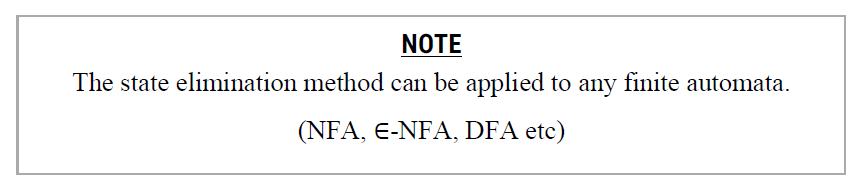 NOTE
The state elimination method can be applied to any finite automata.
(NFA, ∈-NFA, DFA etc)